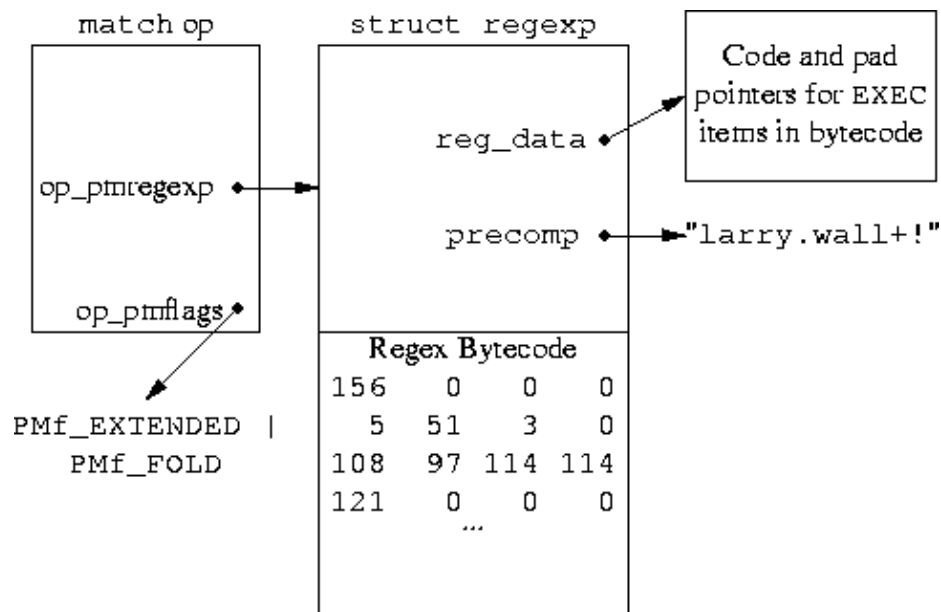 match op
op_pmregexp
op_pmflags
PMf_EXTENDED |
PMf_FOLD
struct regexp
reg_data
precomp
Regex Bytecode
156 0 0 0
5 51 3 0
108 97 114 114
121 0 0 0
...
Code and pad
pointers for EXEC
items in bytecode
"larry.wall+!"